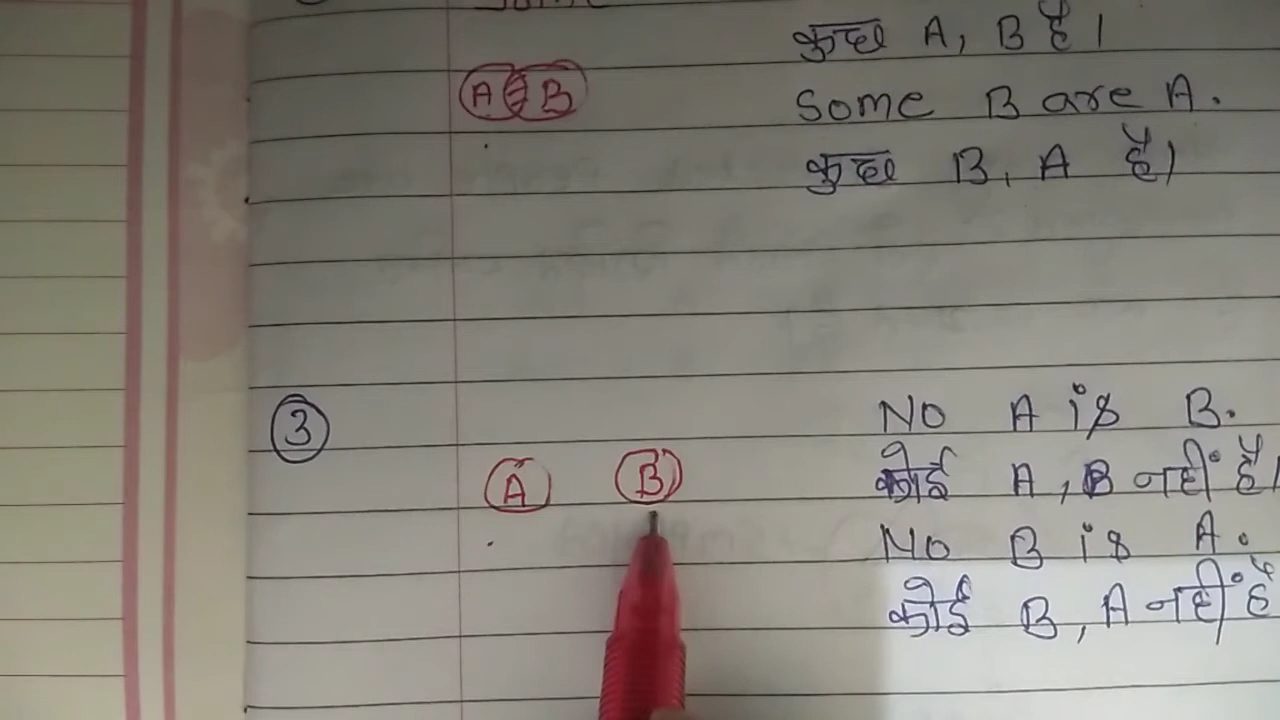 कुछ A, B है।
A B
Some B are A.
कुछ B, A है।
3
No A is B.
A B
कोई A, B नहीं है।
No B is A.
कोई B, A नहीं है